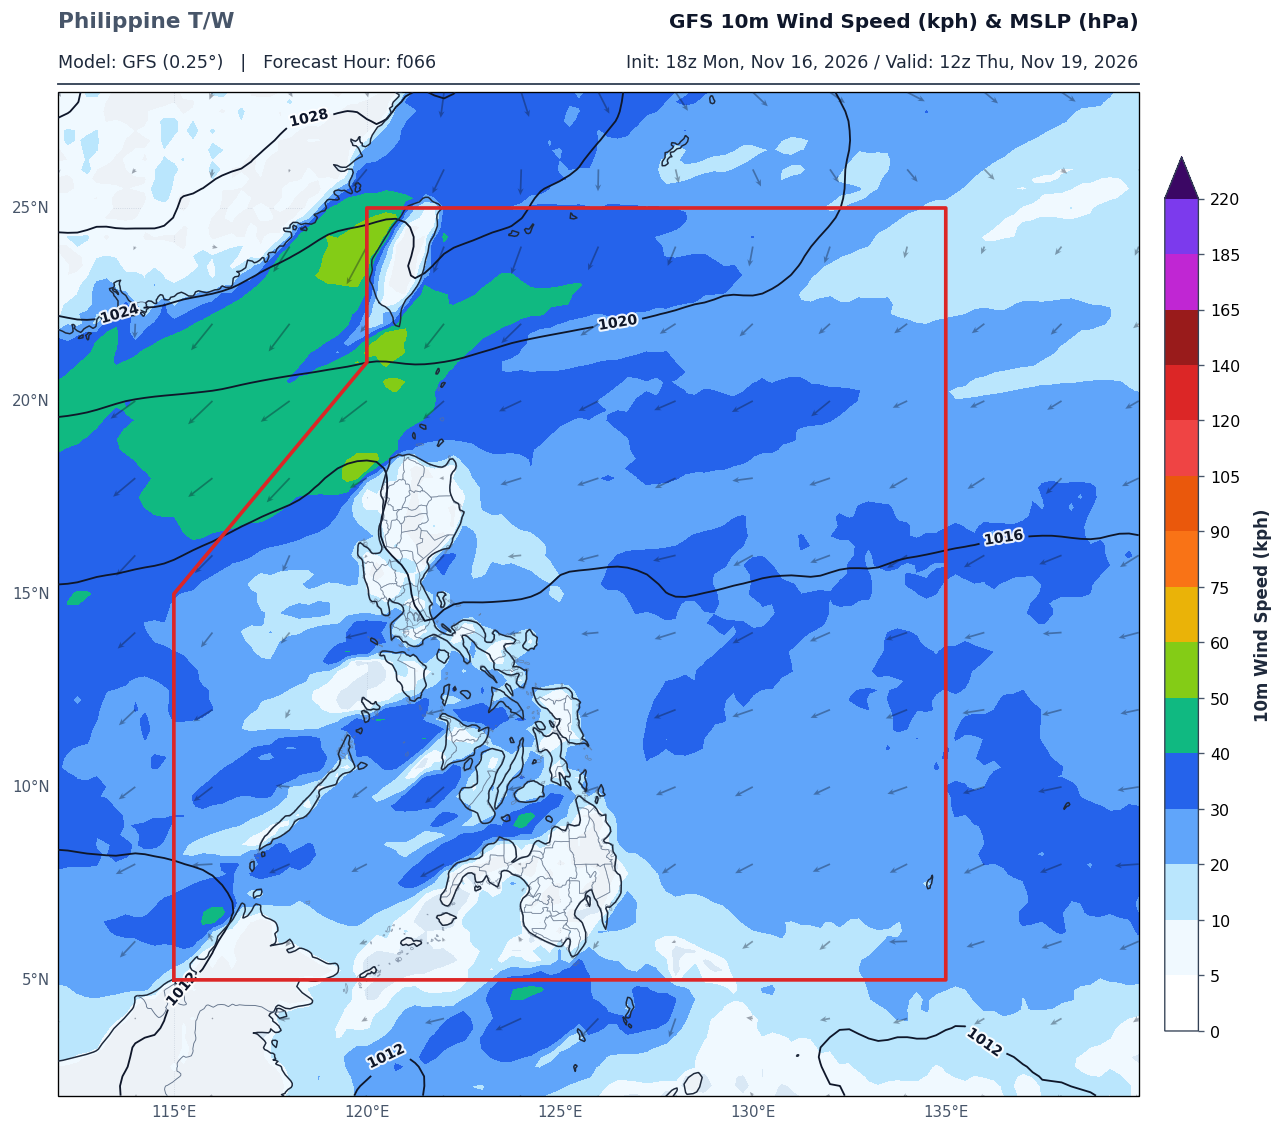 Philippine T/W
GFS 10m Wind Speed (kph) & MSLP (hPa)
Model: GFS (0.25°) | Forecast Hour: f066
Init: 18z Mon, Nov 16, 2026 / Valid: 12z Thu, Nov 19, 2026
1028
1024
1020
1016
1012
1012
1012
25°N
20°N
15°N
10°N
5°N
115°E
120°E
125°E
130°E
135°E
220
185
165
140
120
105
90
75
60
50
40
30
20
10
5
0
10m Wind Speed (kph)